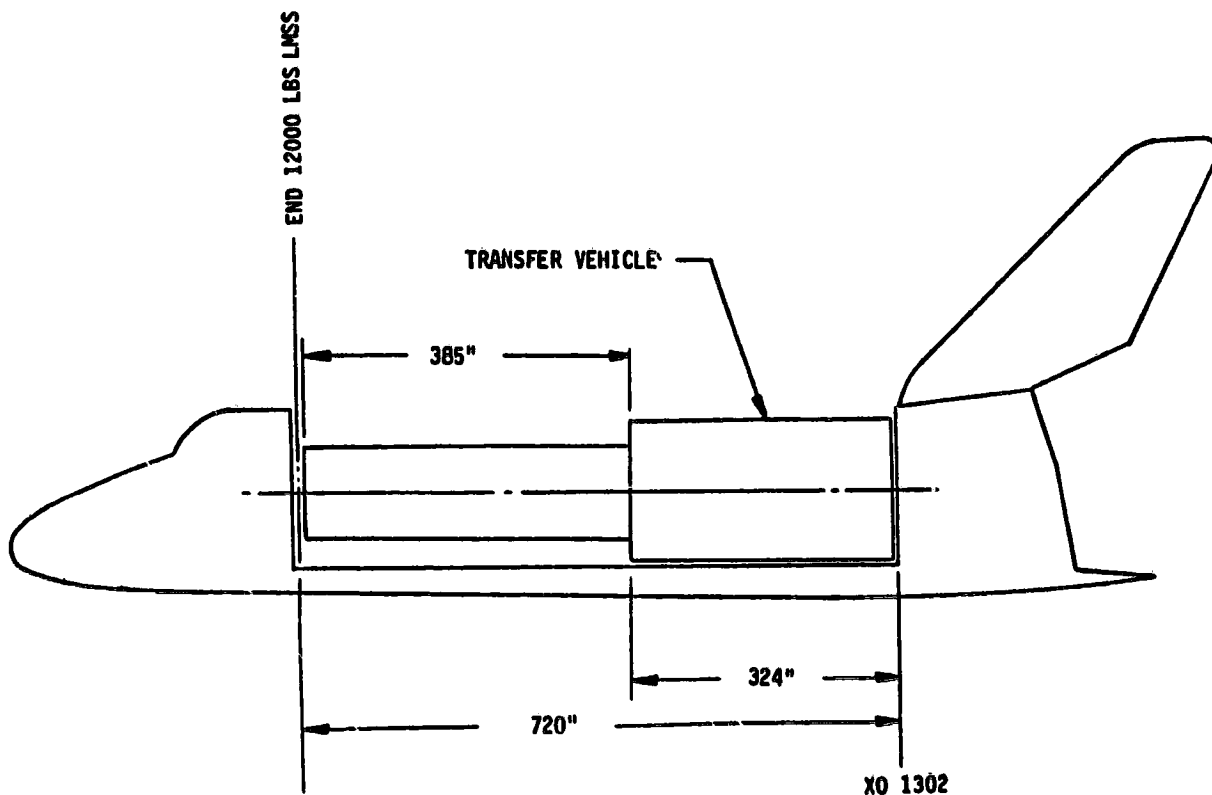 END 12000 LBS LMSS
TRANSFER VEHICLE
385"
324"
720"
XO 1302